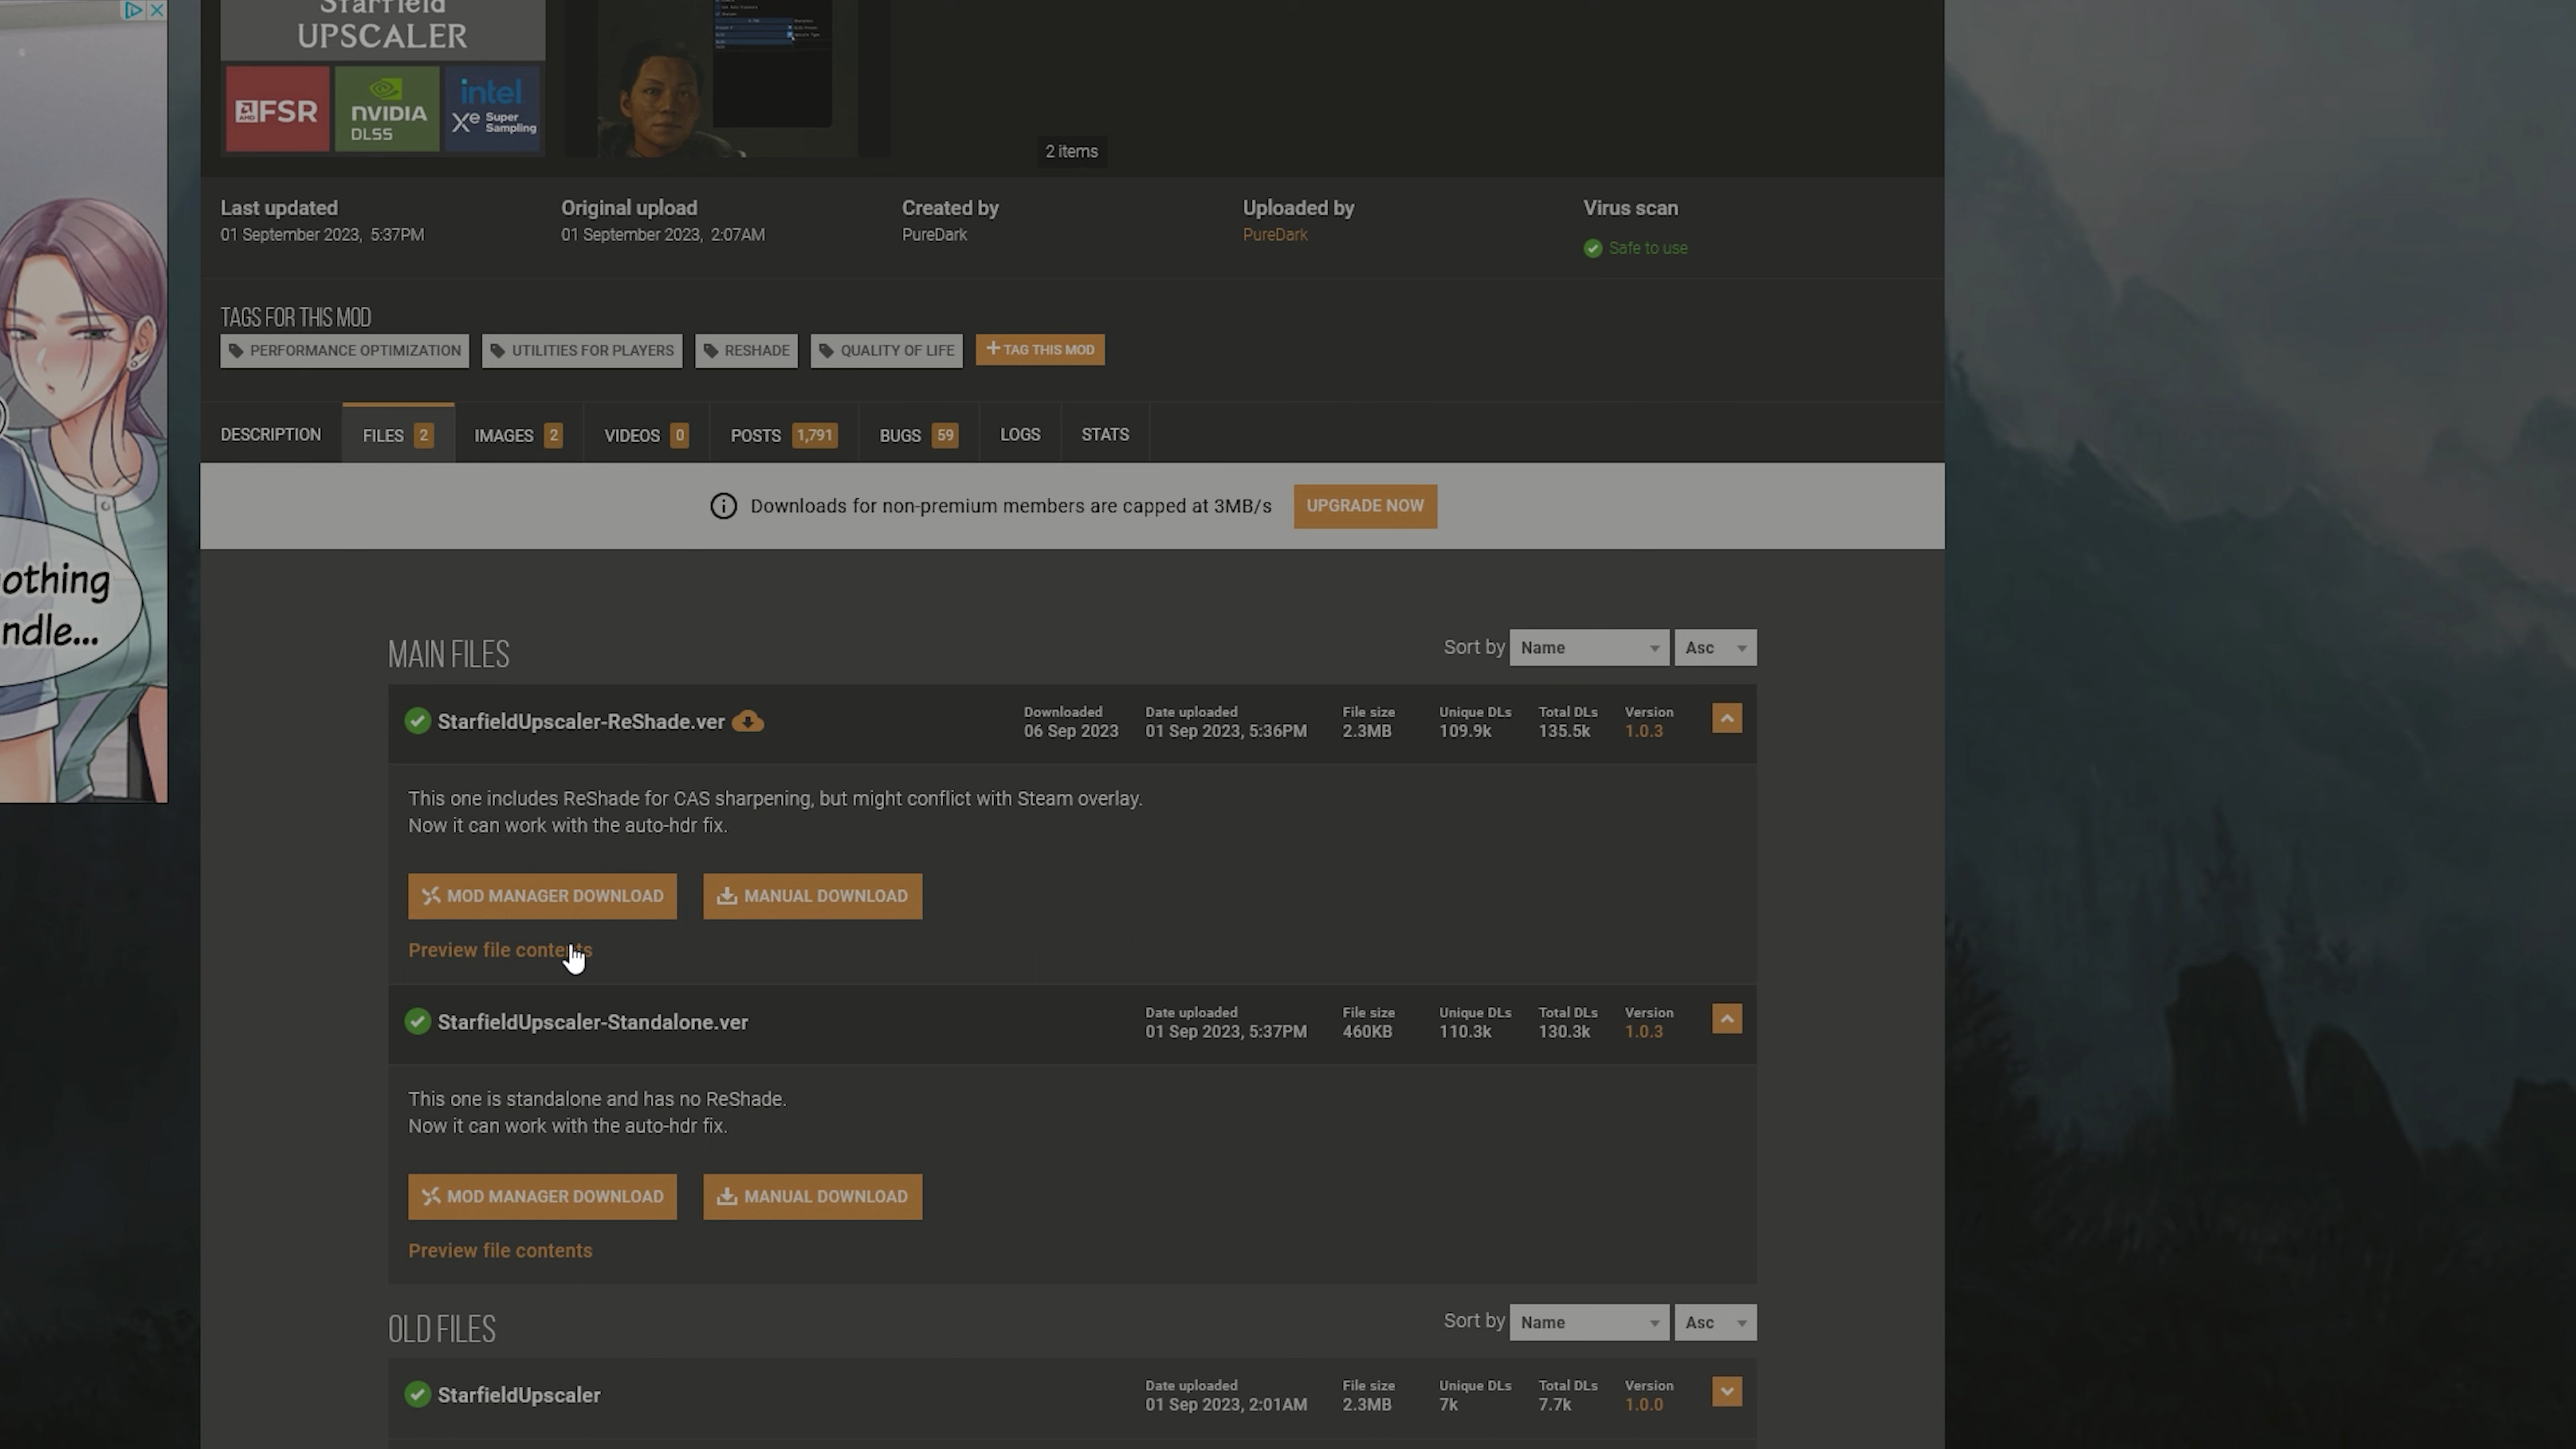 Starfield
UPSCALER
AMD FSR
NVIDIA
DLSS
intel
Xe Super
Sampling
2 items
Last updated
01 September 2023, 5:37PM
Original upload
01 September 2023, 2:07AM
Created by
PureDark
Uploaded by
PureDark
Virus scan
Safe to use
TAGS FOR THIS MOD
PERFORMANCE OPTIMIZATION
UTILITIES FOR PLAYERS
RESHADE
QUALITY OF LIFE
+ TAG THIS MOD
DESCRIPTION
FILES 2
IMAGES 2
VIDEOS 0
POSTS 1,791
BUGS 59
LOGS
STATS
Downloads for non-premium members are capped at 3MB/s
UPGRADE NOW
othing
ndle...
MAIN FILES
Sort by Name Asc
StarfieldUpscaler-ReShade.ver
Downloaded
06 Sep 2023
Date uploaded
01 Sep 2023, 5:36PM
File size
2.3MB
Unique DLs
109.9k
Total DLs
135.5k
Version
1.0.3
This one includes ReShade for CAS sharpening, but might conflict with Steam overlay.
Now it can work with the auto-hdr fix.
MOD MANAGER DOWNLOAD
MANUAL DOWNLOAD
Preview file contents
StarfieldUpscaler-Standalone.ver
Date uploaded
01 Sep 2023, 5:37PM
File size
460KB
Unique DLs
110.3k
Total DLs
130.3k
Version
1.0.3
This one is standalone and has no ReShade.
Now it can work with the auto-hdr fix.
MOD MANAGER DOWNLOAD
MANUAL DOWNLOAD
Preview file contents
OLD FILES
Sort by Name Asc
StarfieldUpscaler
Date uploaded
01 Sep 2023, 2:01AM
File size
2.3MB
Unique DLs
7k
Total DLs
7.7k
Version
1.0.0